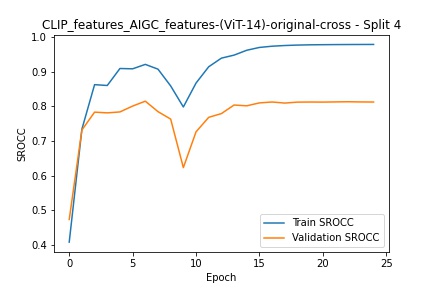 CLIP_features_AIGC_features-(ViT-14)-original-cross - Split 4
1.0
0.9
0.8
0.7
0.6
0.5
0.4
SROCC
Train SROCC
Validation SROCC
0 5 10 15 20 25
Epoch